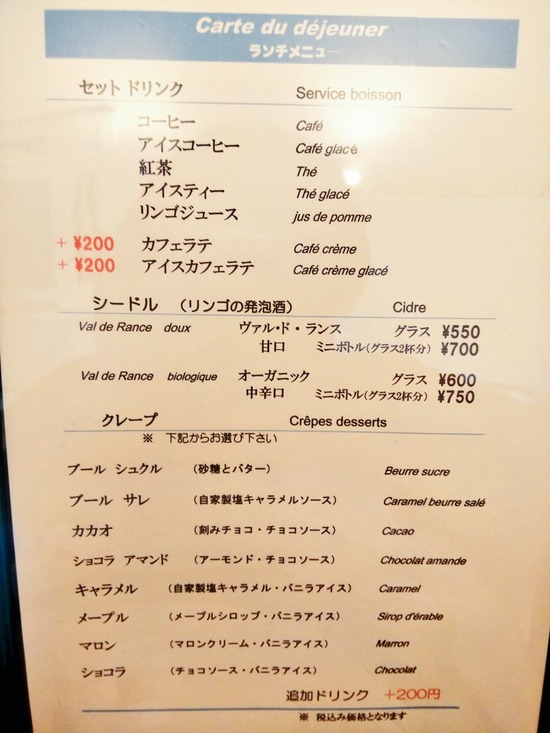 Carte du déjeuner
ランチメニュー
セット ドリンク Service boisson
コーヒー Café
アイスコーヒー Café glacé
紅茶 Thé
アイスティー Thé glacé
リンゴジュース jus de pomme
+ ¥200 カフェラテ Café crème
+ ¥200 アイスカフェラテ Café crème glacé
シードル (リンゴの発泡酒) Cidre
Val de Rance doux ヴァル・ド・ランス グラス ¥550
甘口 ミニボトル(グラス2杯分) ¥700
Val de Rance biologique オーガニック グラス ¥600
中辛口 ミニボトル(グラス2杯分) ¥750
クレープ Crêpes desserts
※ 下記からお選び下さい
ブール シュクル (砂糖とバター) Beurre sucre
ブール サレ (自家製塩キャラメルソース) Caramel beurre salé
カカオ (刻みチョコ・チョコソース) Cacao
ショコラ アマンド (アーモンド・チョコソース) Chocolat amande
キャラメル (自家製塩キャラメル・バニラアイス) Caramel
メープル (メープルシロップ・バニラアイス) Sirop d'érable
マロン (マロンクリーム・バニラアイス) Marron
ショコラ (チョコソース・バニラアイス) Chocolat
追加ドリンク +200円
※ 税込み価格となります